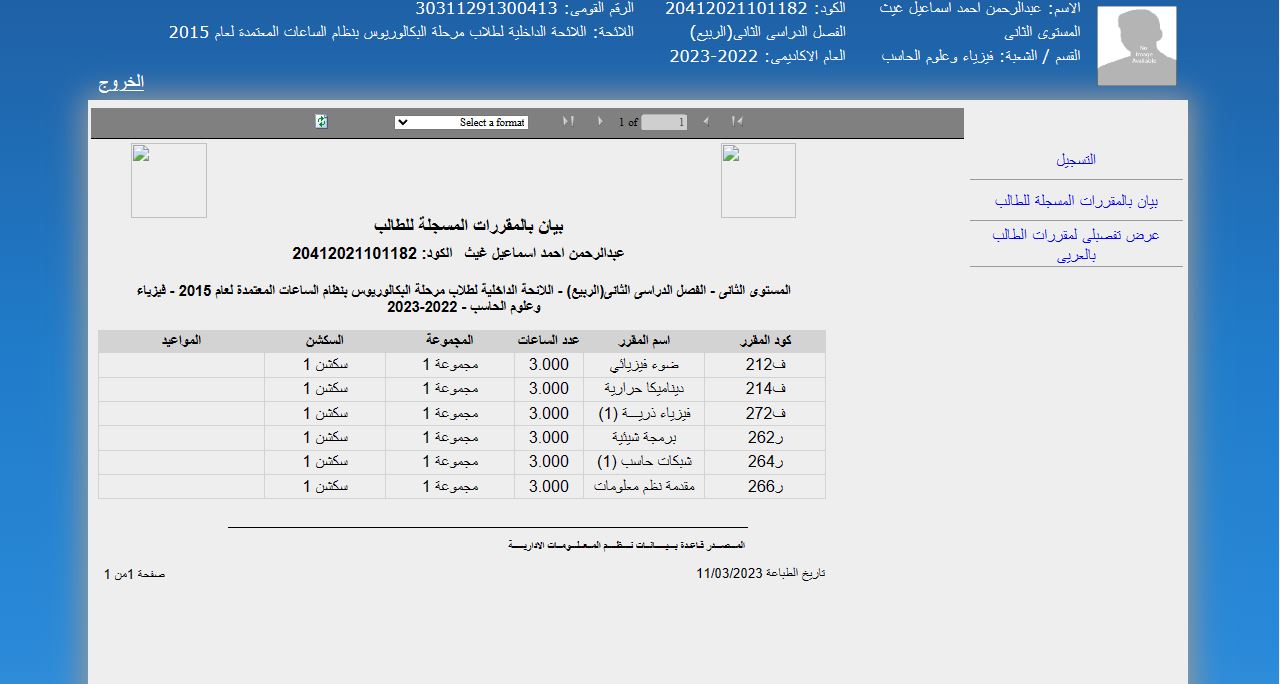 الاسم: عبدالرحمن احمد اسماعيل غيث الكود: 20412021101182 الرقم القومى: 30311291300413
المستوى الثانى الفصل الدراسى الثانى(الربيع) اللائحة: اللائحة الداخلية لطلاب مرحلة البكالوريوس بنظام الساعات المعتمدة لعام 2015
القسم / الشعبة: فيزياء وعلوم الحاسب العام الاكاديمى: 2022-2023
No
Image
Available
الخروج
1 of 1 Select a format
التسجيل
بيان بالمقررات المسجلة للطالب
عرض تفصيلى لمقررات الطالب
بالعربى
بيان بالمقررات المسجلة للطالب
عبدالرحمن احمد اسماعيل غيث الكود: 20412021101182
المستوى الثانى - الفصل الدراسى الثانى(الربيع) - اللائحة الداخلية لطلاب مرحلة البكالوريوس بنظام الساعات المعتمدة لعام 2015 - فيزياء
وعلوم الحاسب - 2022-2023
كود المقرر اسم المقرر عدد الساعات المجموعة السكشن المواعيد
ف212 ضوء فيزيائي 3.000 مجموعة 1 سكشن 1
ف214 ديناميكا حرارية 3.000 مجموعة 1 سكشن 1
ف272 فيزياء ذريـــة (1) 3.000 مجموعة 1 سكشن 1
ر262 برمجة شيئية 3.000 مجموعة 1 سكشن 1
ر264 شبكات حاسب (1) 3.000 مجموعة 1 سكشن 1
ر266 مقدمة نظم معلومات 3.000 مجموعة 1 سكشن 1
المــصــدر قاعدة بــيــانــات نــظــم المــعــلــومــات الاداريــــة
تاريخ الطباعة 11/03/2023 صفحة 1من 1